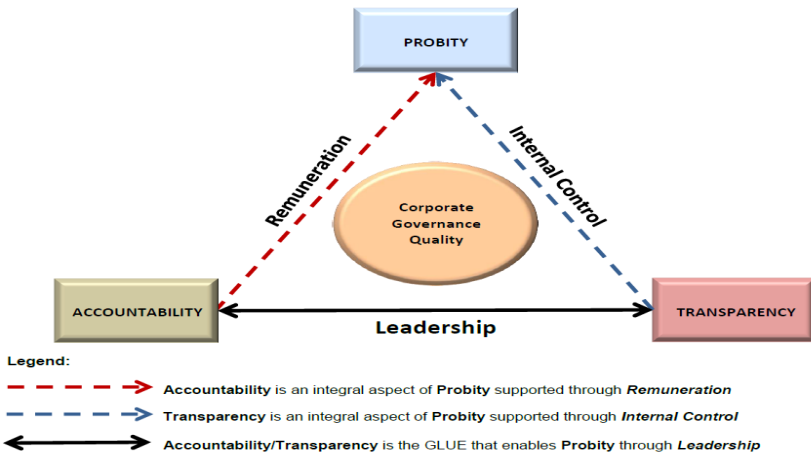 PROBITY
Remuneration
Internal Control
Corporate
Governance
Quality
ACCOUNTABILITY
TRANSPARENCY
Leadership
Legend:
Accountability is an integral aspect of Probity supported through Remuneration
Transparency is an integral aspect of Probity supported through Internal Control
Accountability/Transparency is the GLUE that enables Probity through Leadership